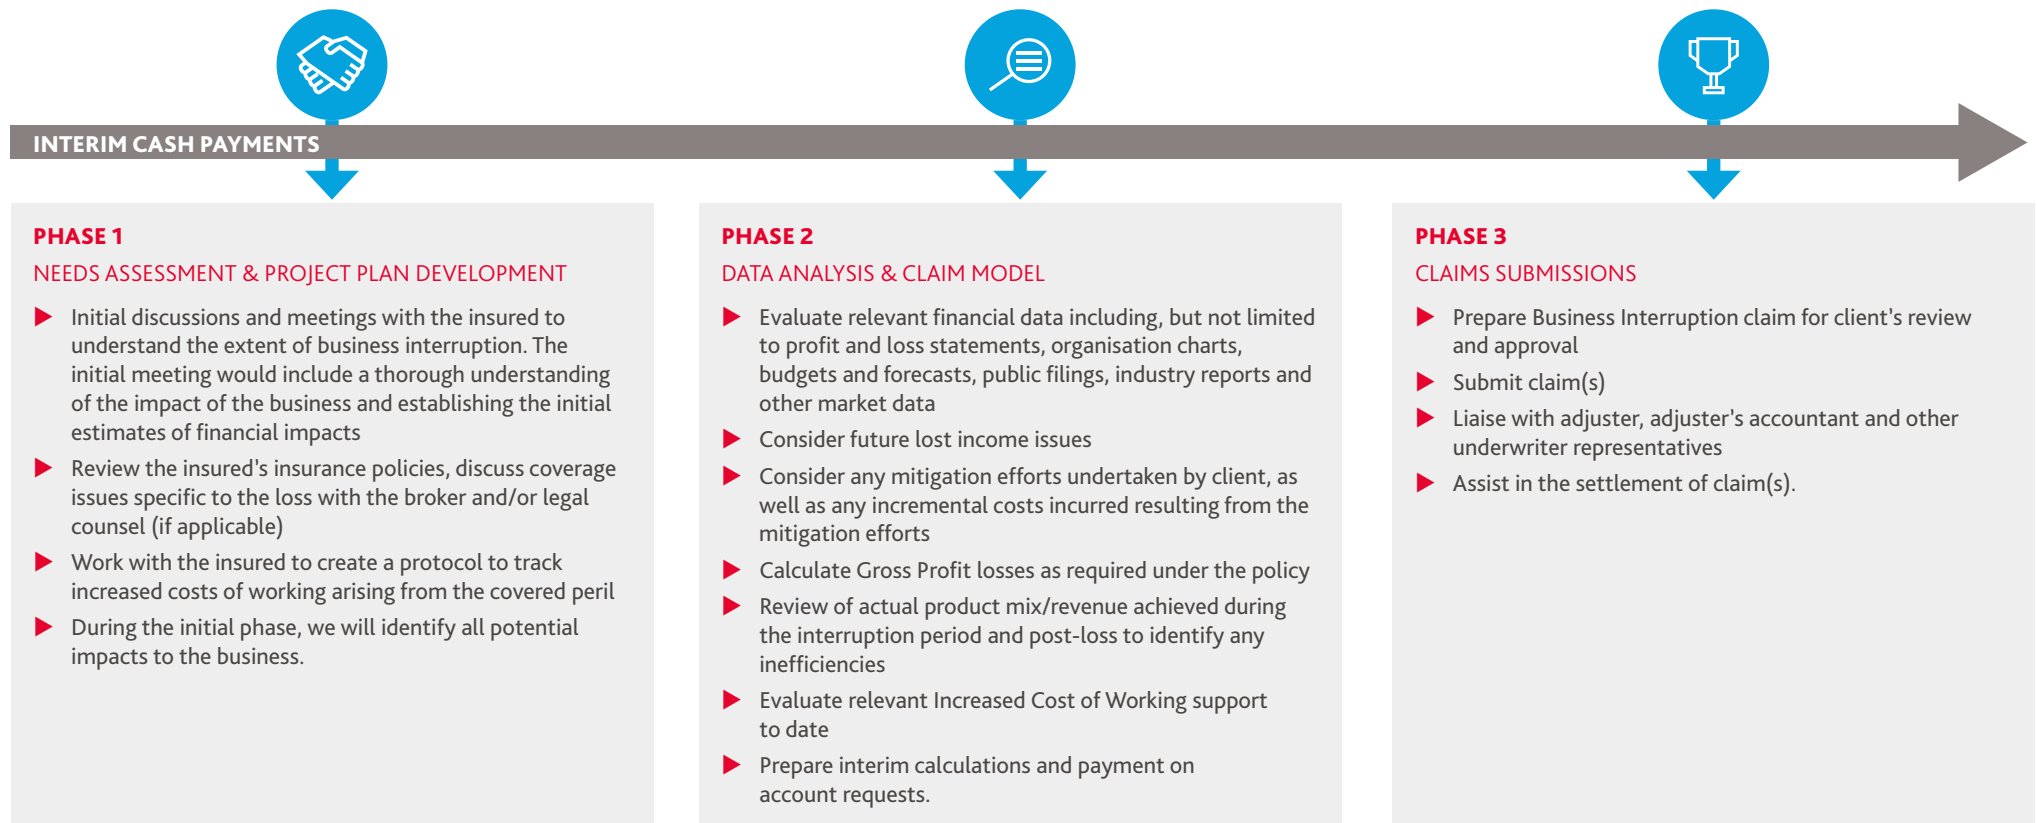 INTERIM CASH PAYMENTS
PHASE 1
NEEDS ASSESSMENT & PROJECT PLAN DEVELOPMENT
Initial discussions and meetings with the insured to
understand the extent of business interruption. The
initial meeting would include a thorough understanding
of the impact of the business and establishing the initial
estimates of financial impacts
Review the insured’s insurance policies, discuss coverage
issues specific to the loss with the broker and/or legal
counsel (if applicable)
Work with the insured to create a protocol to track
increased costs of working arising from the covered peril
During the initial phase, we will identify all potential
impacts to the business.
PHASE 2
DATA ANALYSIS & CLAIM MODEL
Evaluate relevant financial data including, but not limited
to profit and loss statements, organisation charts,
budgets and forecasts, public filings, industry reports and
other market data
Consider future lost income issues
Consider any mitigation efforts undertaken by client, as
well as any incremental costs incurred resulting from the
mitigation efforts
Calculate Gross Profit losses as required under the policy
Review of actual product mix/revenue achieved during
the interruption period and post-loss to identify any
inefficiencies
Evaluate relevant Increased Cost of Working support
to date
Prepare interim calculations and payment on
account requests.
PHASE 3
CLAIMS SUBMISSIONS
Prepare Business Interruption claim for client’s review
and approval
Submit claim(s)
Liaise with adjuster, adjuster’s accountant and other
underwriter representatives
Assist in the settlement of claim(s).